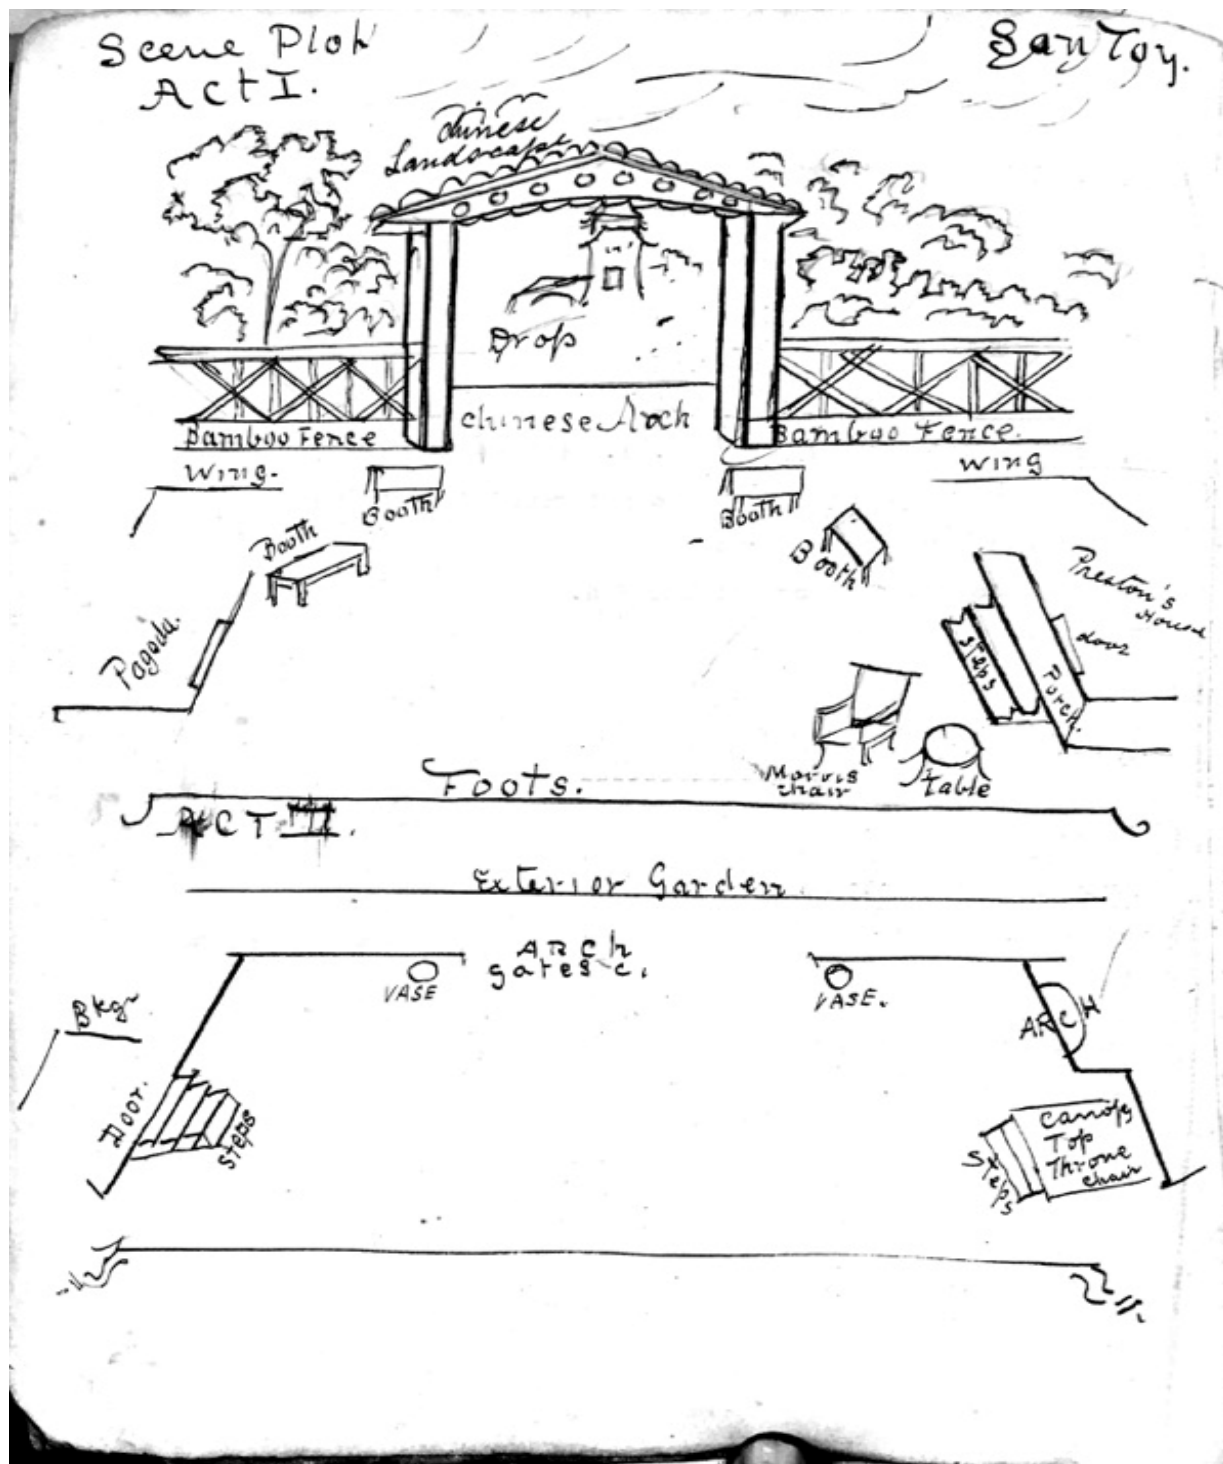 Scene Plot
Act I.
San Toy.
Chinese
Landscape
Drop
Chinese Arch
Bamboo Fence
Bamboo Fence.
Wing.
Wing
Booth
Booth
Booth
Booth
Pagoda.
Preston's
House
door
Steps
Porch.
Morris
chair
Table
Foots.
ACT II.
Exterior Garden
ARch
gates c.
VASE
VASE.
Bkg
ARCH
Door.
Steps
Steps
Canopy
Top
Throne
chair